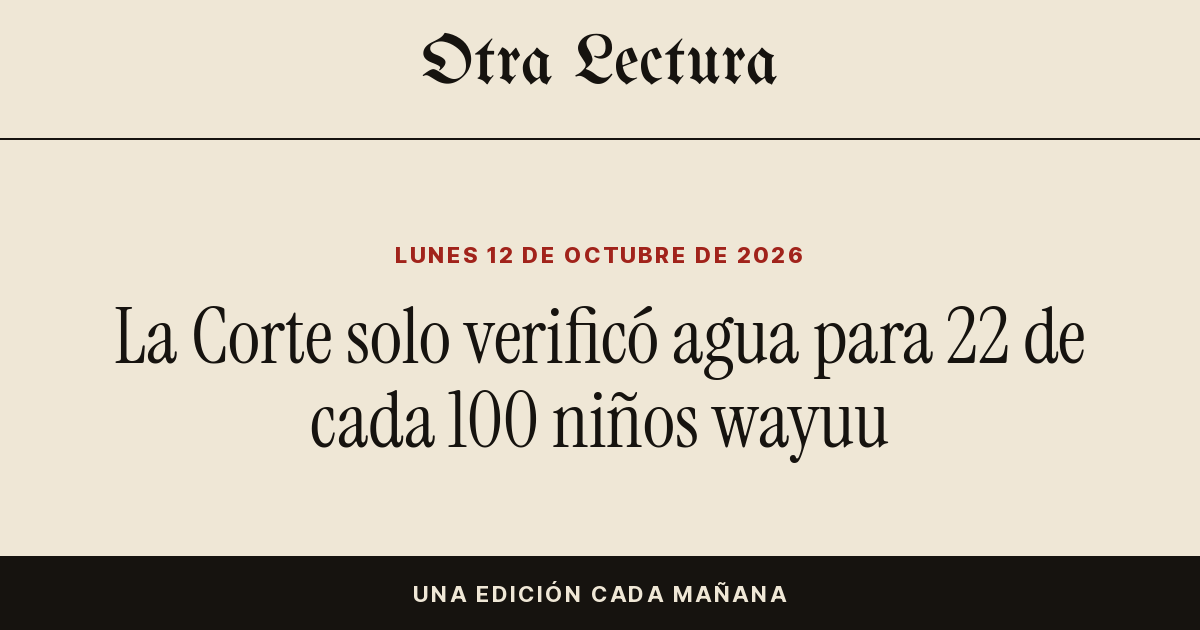 Otra Lectura
LUNES 12 DE OCTUBRE DE 2026
La Corte solo verificó agua para 22 de
cada 100 niños wayuu
UNA EDICIÓN CADA MAÑANA